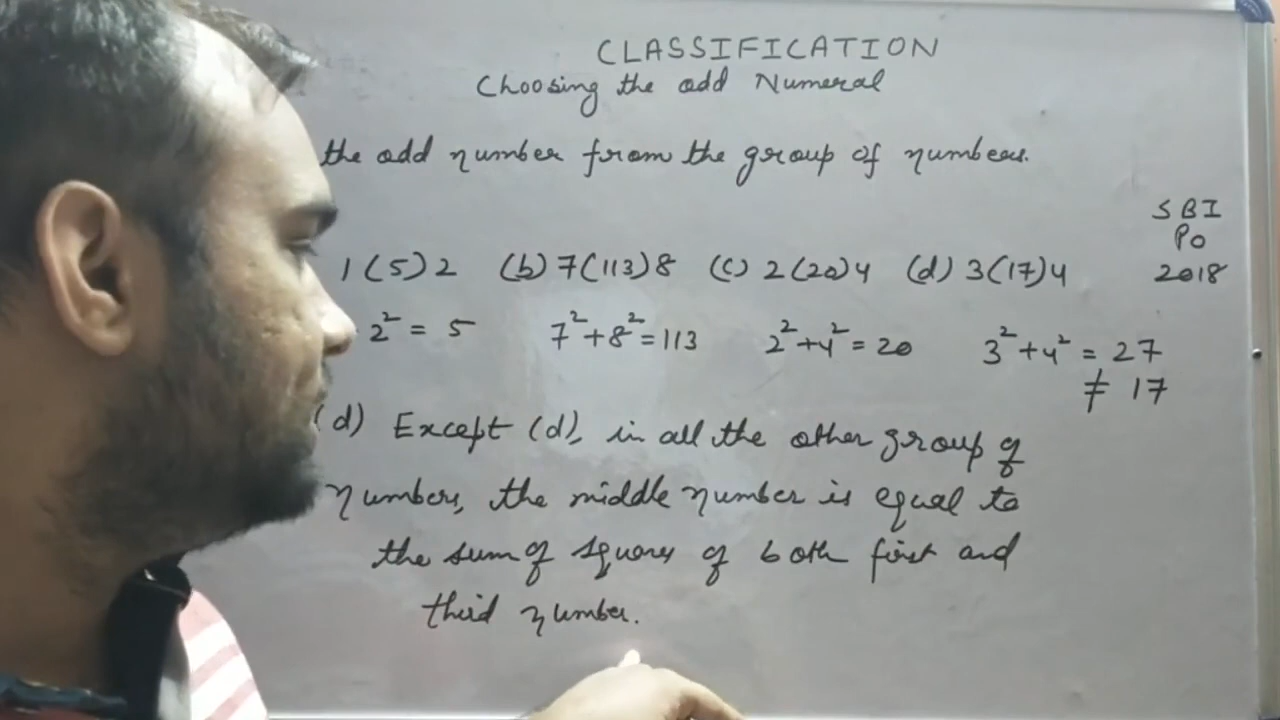 CLASSIFICATION
Choosing the odd Numeral
the odd number from the group of numbers.
SBI
PO
2018
1(5)2 (b) 7(113)8 (c) 2(20)4 (d) 3(17)4
2² = 5 7²+8²=113 2²+4²=20 3²+4² = 27
≠ 17
(d) Except (d), in all the other group of
numbers, the middle number is equal to
the sum of squares of both first and
third number.